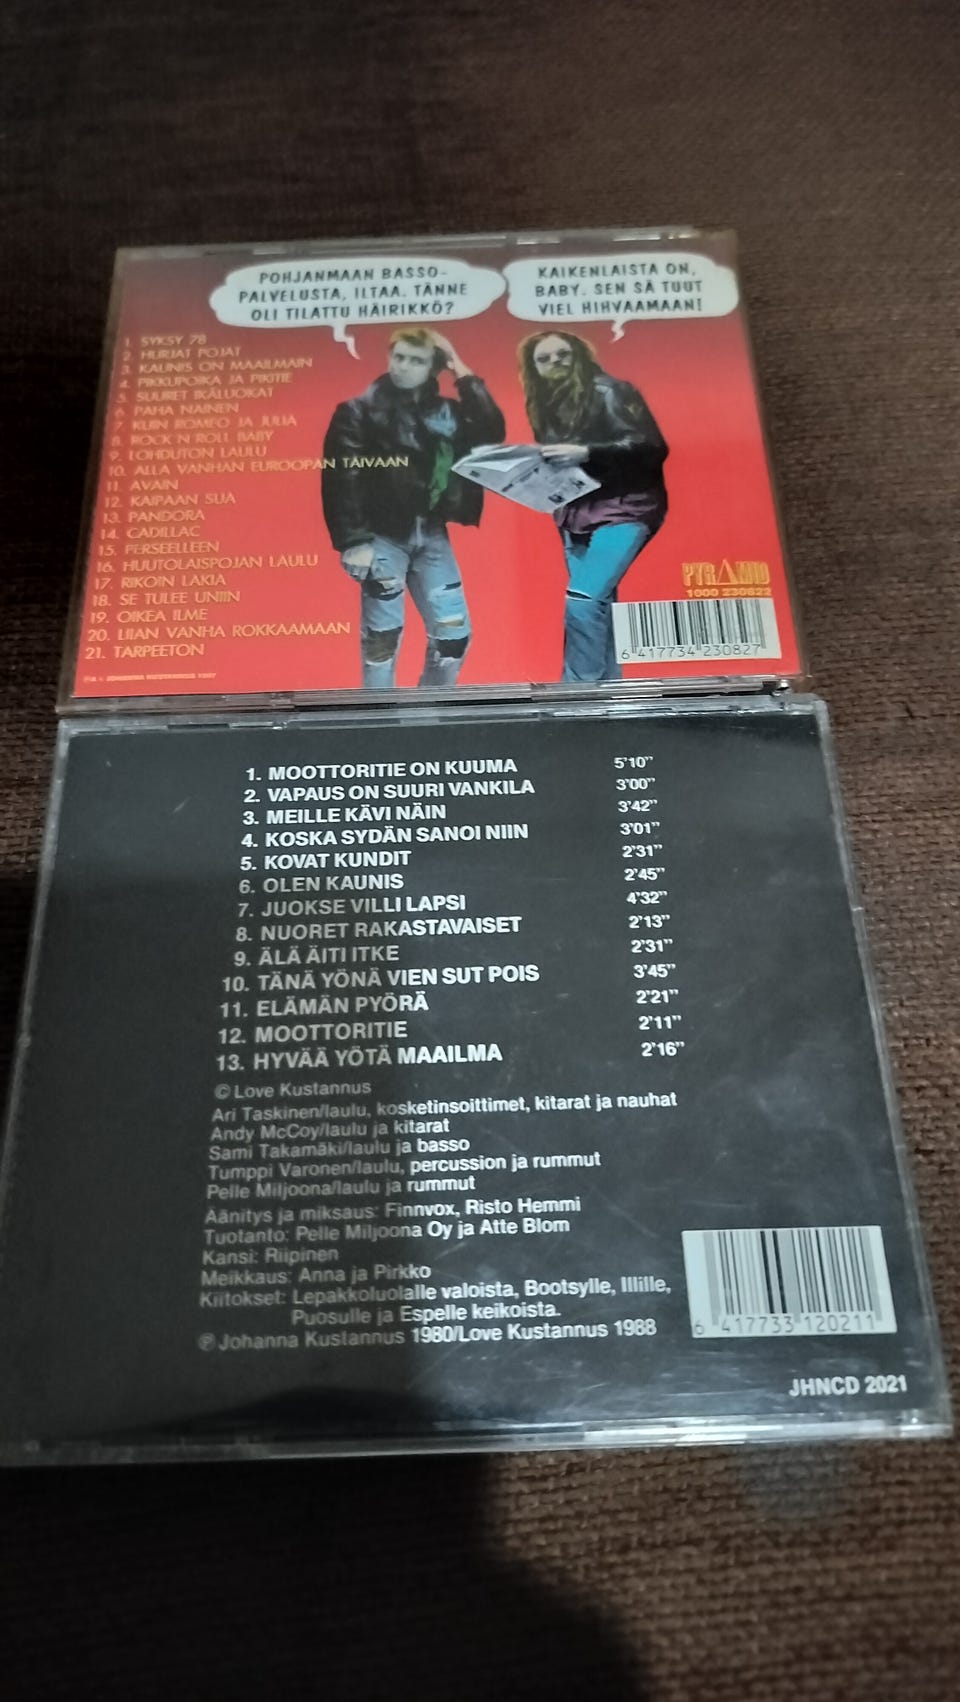 POHJANMAAN BASSO-
PALVELUSTA, ILTAA. TÄNNE
OLI TILATTU HÄIRIKKÖ?
KAIKENLAISTA ON,
BABY. SEN SÄ TUUT
VIEL HIHVAAMAAN!
1. SYKSY 78
2. HURJAT POJAT
3. KAUNIS ON MAAILMAIN
4. PIKKUPOIKA JA PIKITIE
5. SUURET IKÄLUOKAT
6. PAHA NAINEN
7. KUIN ROMEO JA JULIA
8. ROCK'N ROLL BABY
9. LOHDUTON LAULU
10. ALLA VANHAN EUROOPAN TAIVAAN
11. AVAIN
12. KAIPAAN SUA
13. PANDORA
14. CADILLAC
15. PERSEELLEEN
16. HUUTOLAISPOJAN LAULU
17. RIKOIN LAKIA
18. SE TULEE UNIIN
19. OIKEA ILME
20. LIIAN VANHA ROKKAAMAAN
21. TARPEETON
JOHANNA KUSTANNUS 1997
PYRAMID
1000 230822
6 417734 230827
1. MOOTTORITIE ON KUUMA 5'10"
2. VAPAUS ON SUURI VANKILA 3'00"
3. MEILLE KÄVI NÄIN 3'42"
4. KOSKA SYDÄN SANOI NIIN 3'01"
5. KOVAT KUNDIT 2'31"
6. OLEN KAUNIS 2'45"
7. JUOKSE VILLI LAPSI 4'32"
8. NUORET RAKASTAVAISET 2'13"
9. ÄLÄ ÄITI ITKE 2'31"
10. TÄNÄ YÖNÄ VIEN SUT POIS 3'45"
11. ELÄMÄN PYÖRÄ 2'21"
12. MOOTTORITIE 2'11"
13. HYVÄÄ YÖTÄ MAAILMA 2'16"
© Love Kustannus
Ari Taskinen/laulu, kosketinsoittimet, kitarat ja nauhat
Andy McCoy/laulu ja kitarat
Sami Takamäki/laulu ja basso
Tumppi Varonen/laulu, percussion ja rummut
Pelle Miljoona/laulu ja rummut
Äänitys ja miksaus: Finnvox, Risto Hemmi
Tuotanto: Pelle Miljoona Oy ja Atte Blom
Kansi: Riipinen
Meikkaus: Anna ja Pirkko
Kiitokset: Lepakkoluolalle valoista, Bootsylle, Illille,
Puosulle ja Espelle keikoista.
℗ Johanna Kustannus 1980/Love Kustannus 1988
6 417733 120211
JHNCD 2021